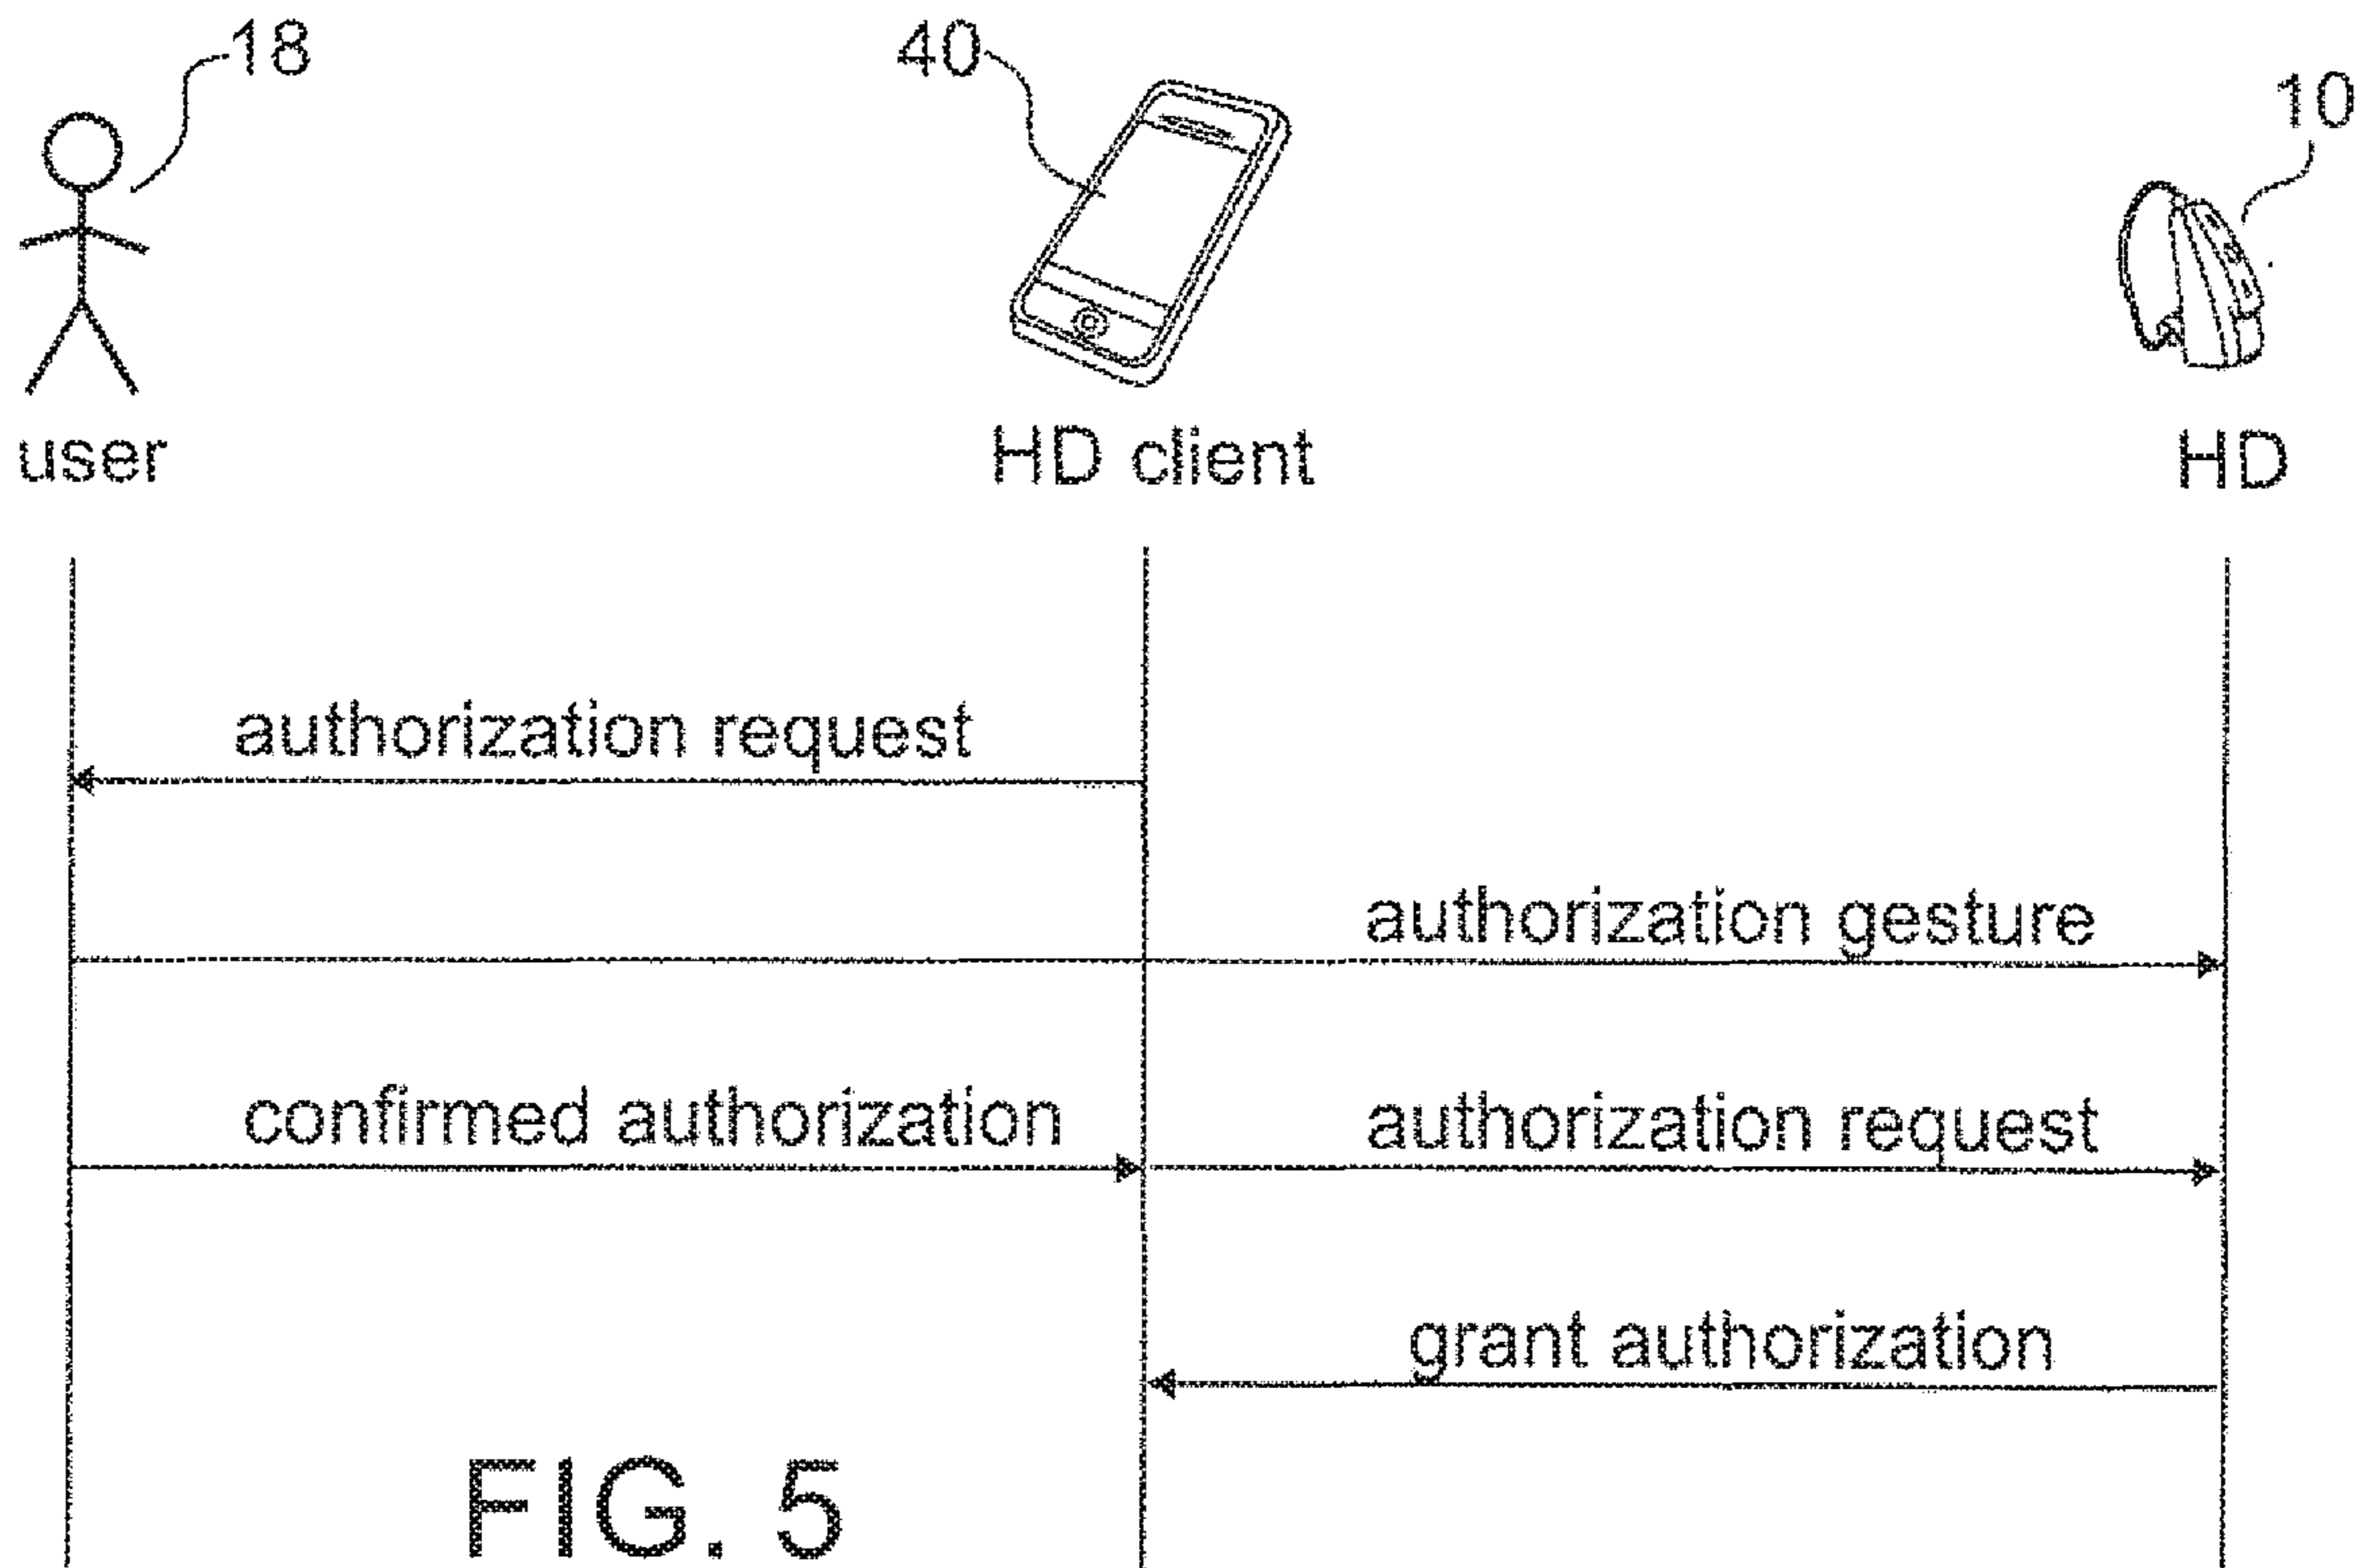 18
40
10
user
HD client
HD
authorization request
authorization gesture
confirmed authorization
authorization request
grant authorization
FIG. 5